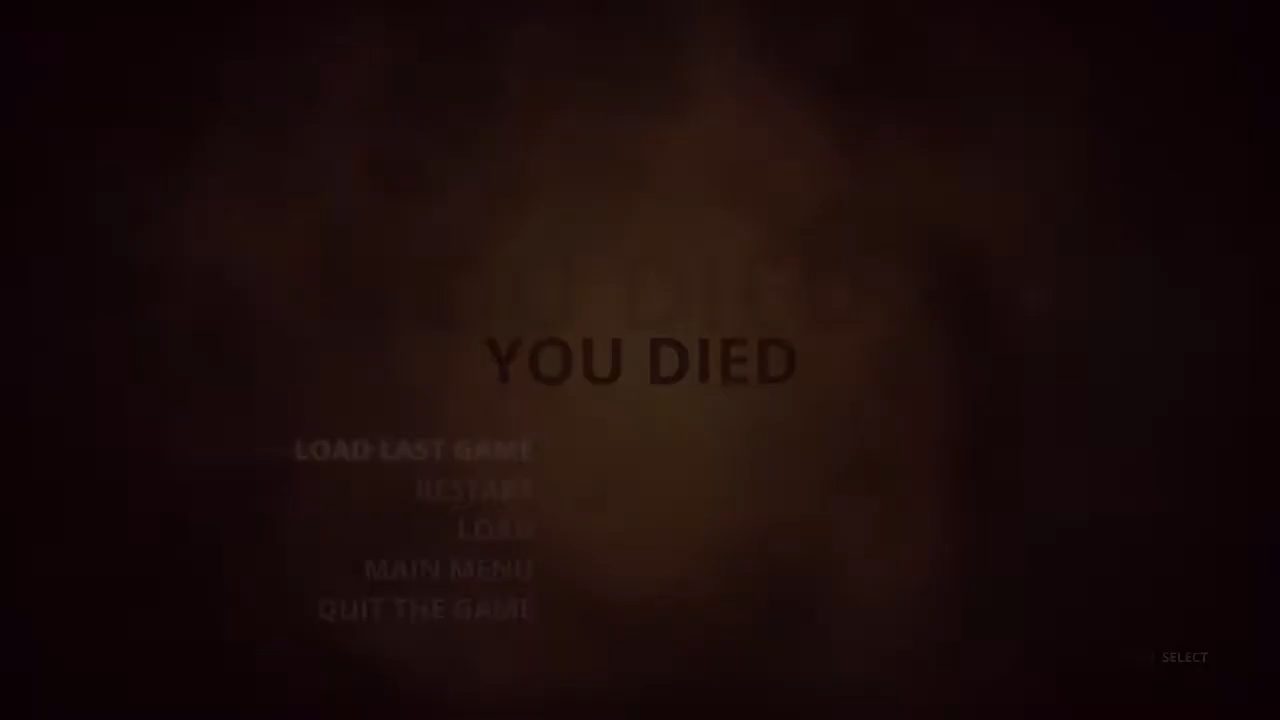 YOU DIED
LOAD LAST GAME
RESTART
LOAD
MAIN MENU
QUIT THE GAME
SELECT